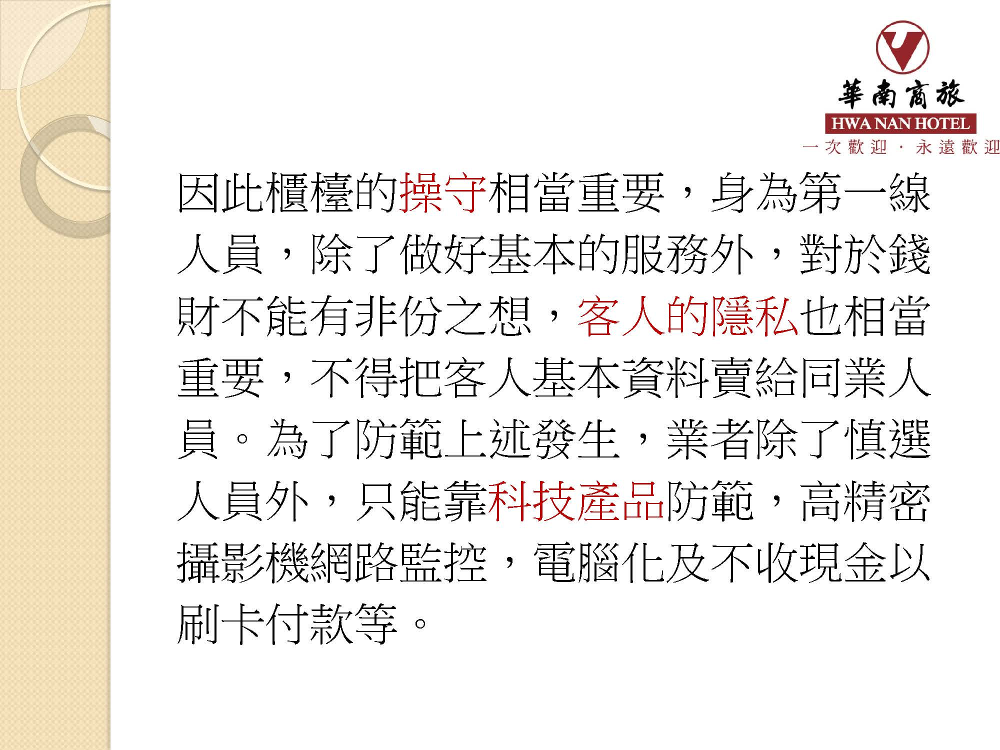 華南商旅
HWA NAN HOTEL
一次歡迎．永遠歡迎
因此櫃檯的操守相當重要，身為第一線
人員，除了做好基本的服務外，對於錢
財不能有非份之想，客人的隱私也相當
重要，不得把客人基本資料賣給同業人
員。為了防範上述發生，業者除了慎選
人員外，只能靠科技產品防範，高精密
攝影機網路監控，電腦化及不收現金以
刷卡付款等。